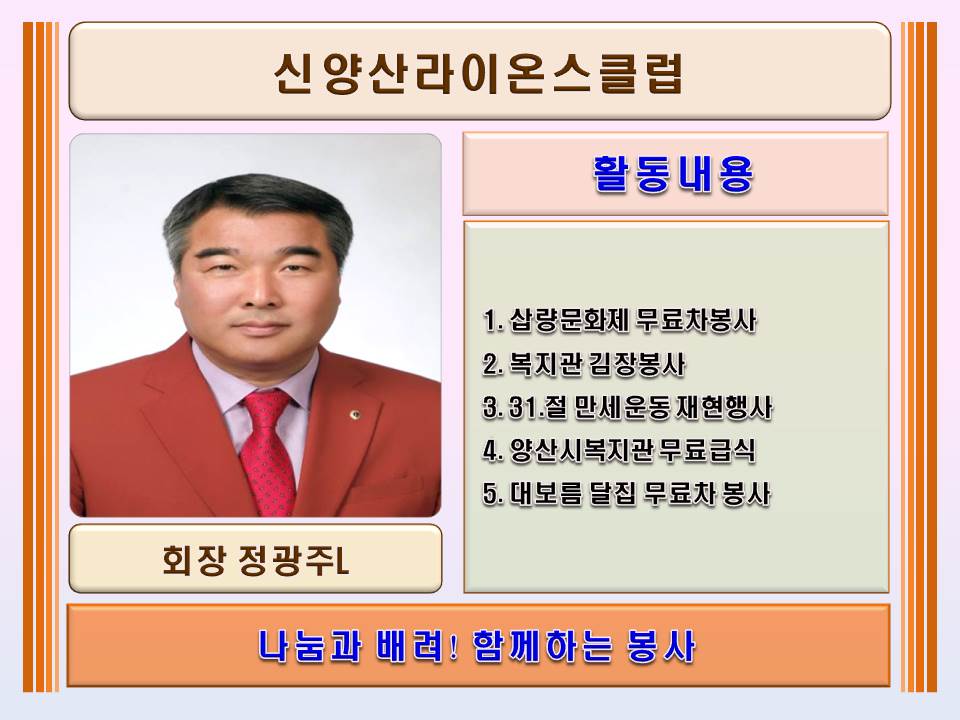 신양산라이온스클럽
활동내용
1. 삽량문화제 무료차봉사
2. 복지관 김장봉사
3. 31.절 만세운동 재현행사
4. 양산시복지관 무료급식
5. 대보름 달집 무료차 봉사
회장 정광주L
나눔과 배려! 함께하는 봉사